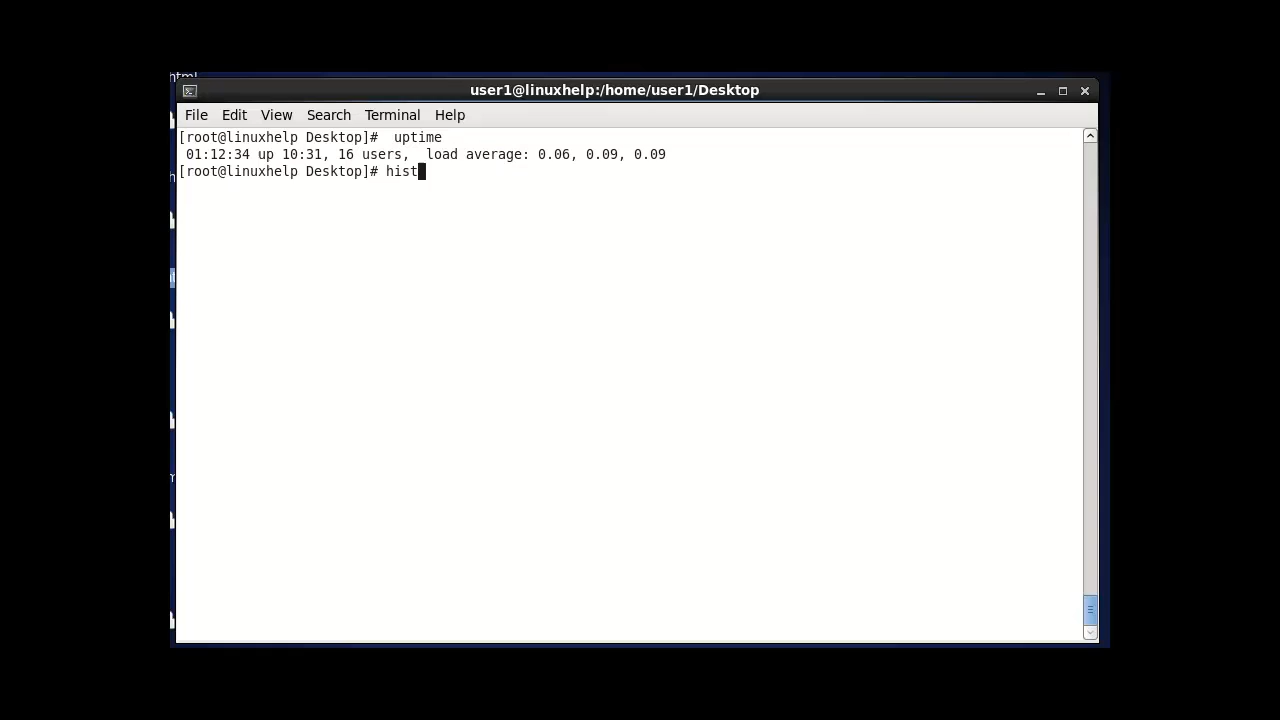 html
user1@linuxhelp:/home/user1/Desktop
File Edit View Search Terminal Help
[root@linuxhelp Desktop]#  uptime
 01:12:34 up 10:31, 16 users,  load average: 0.06, 0.09, 0.09
[root@linuxhelp Desktop]# hist